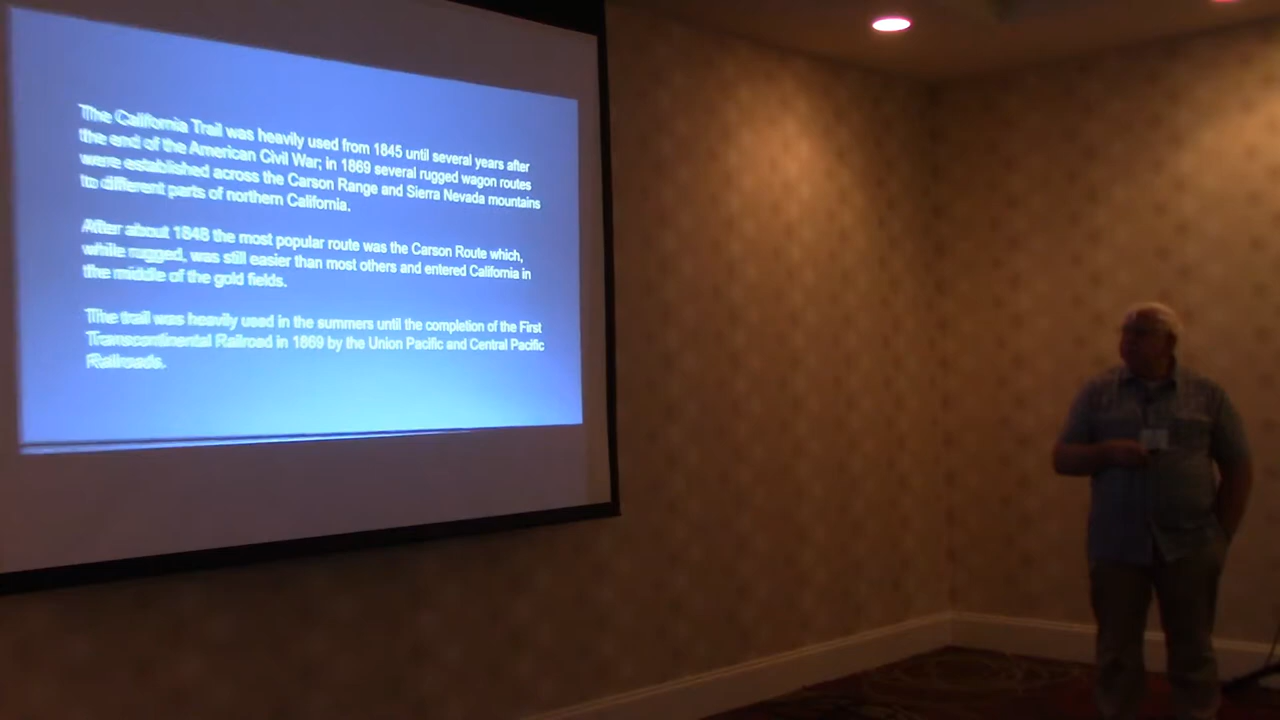 The California Trail was heavily used from 1845 until several years after
the end of the American Civil War; in 1869 several rugged wagon routes
were established across the Carson Range and Sierra Nevada mountains
to different parts of northern California.
After about 1848 the most popular route was the Carson Route which,
while rugged, was still easier than most others and entered California in
the middle of the gold fields.
The trail was heavily used in the summers until the completion of the First
Transcontinental Railroad in 1869 by the Union Pacific and Central Pacific
Railroads.